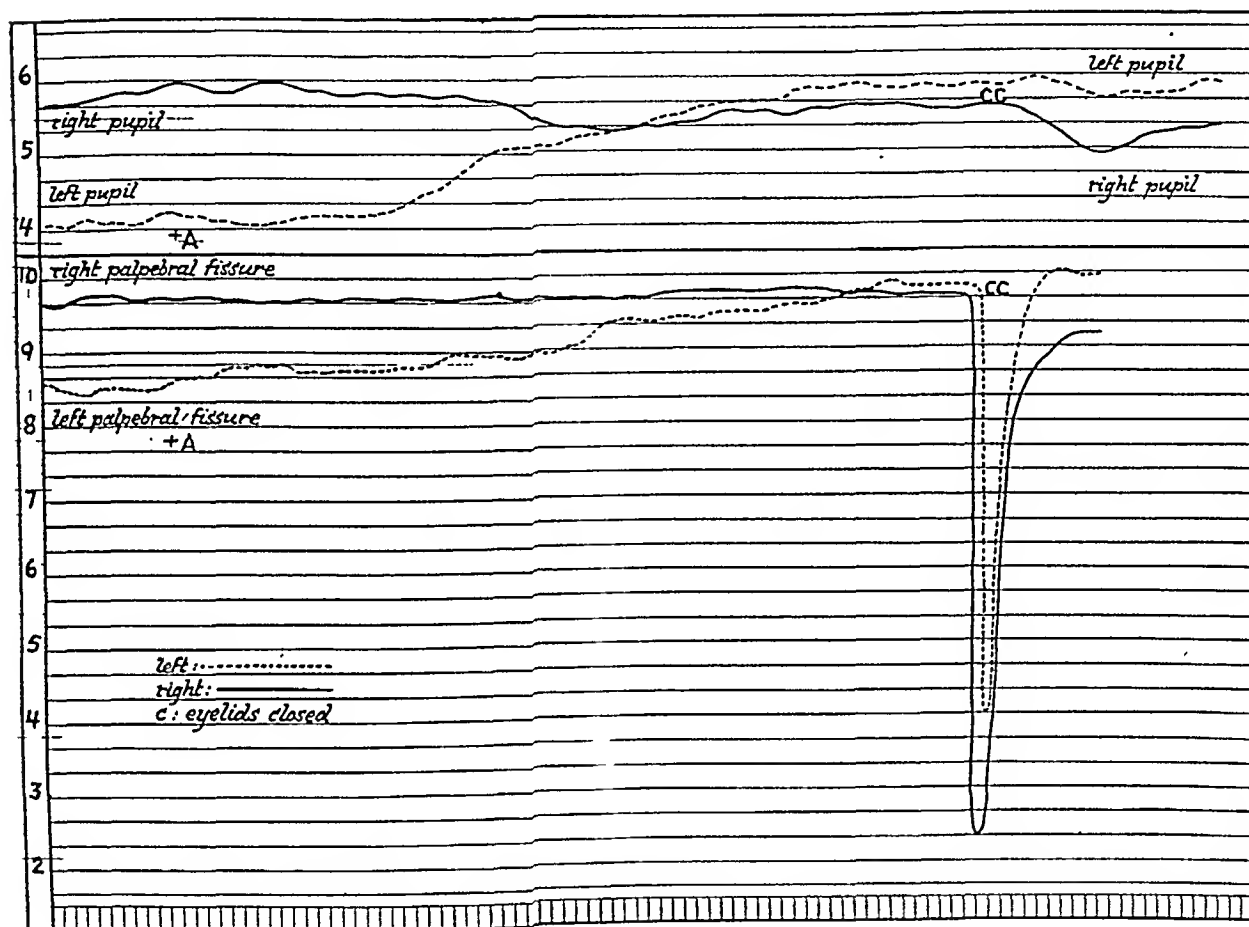 6
left pupil
CC
right pupil
5
left pupil
right pupil
4
+A
10
right palpebral fissure
CC
9
left palpebral fissure
8
+A
7
6
5
left:
right:
c: eyelids closed
4
3
2